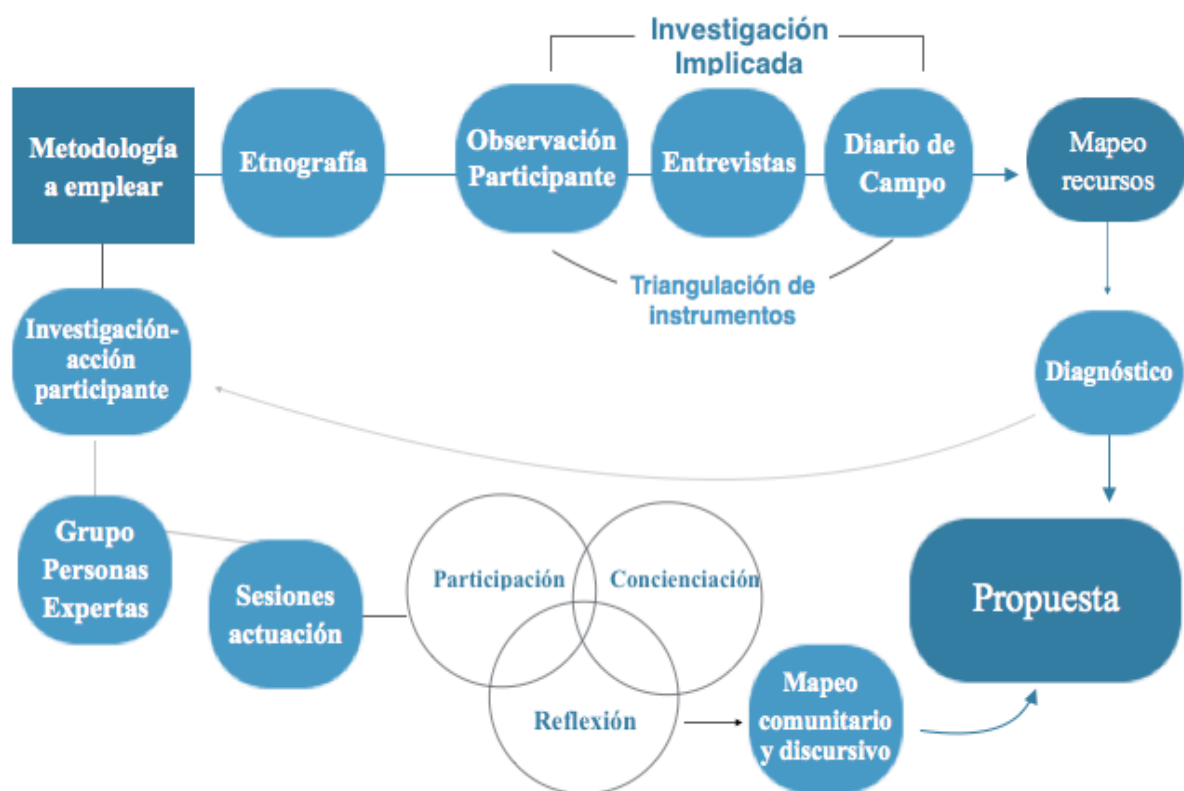 Investigación
Implicada
Metodología
a emplear
Etnografía
Observación
Participante
Entrevistas
Diario de
Campo
Mapeo
recursos
Triangulación de
instrumentos
Investigación-
acción
participante
Diagnóstico
Grupo
Personas
Expertas
Sesiones
actuación
Participación
Concienciación
Reflexión
Mapeo
comunitario
y discursivo
Propuesta